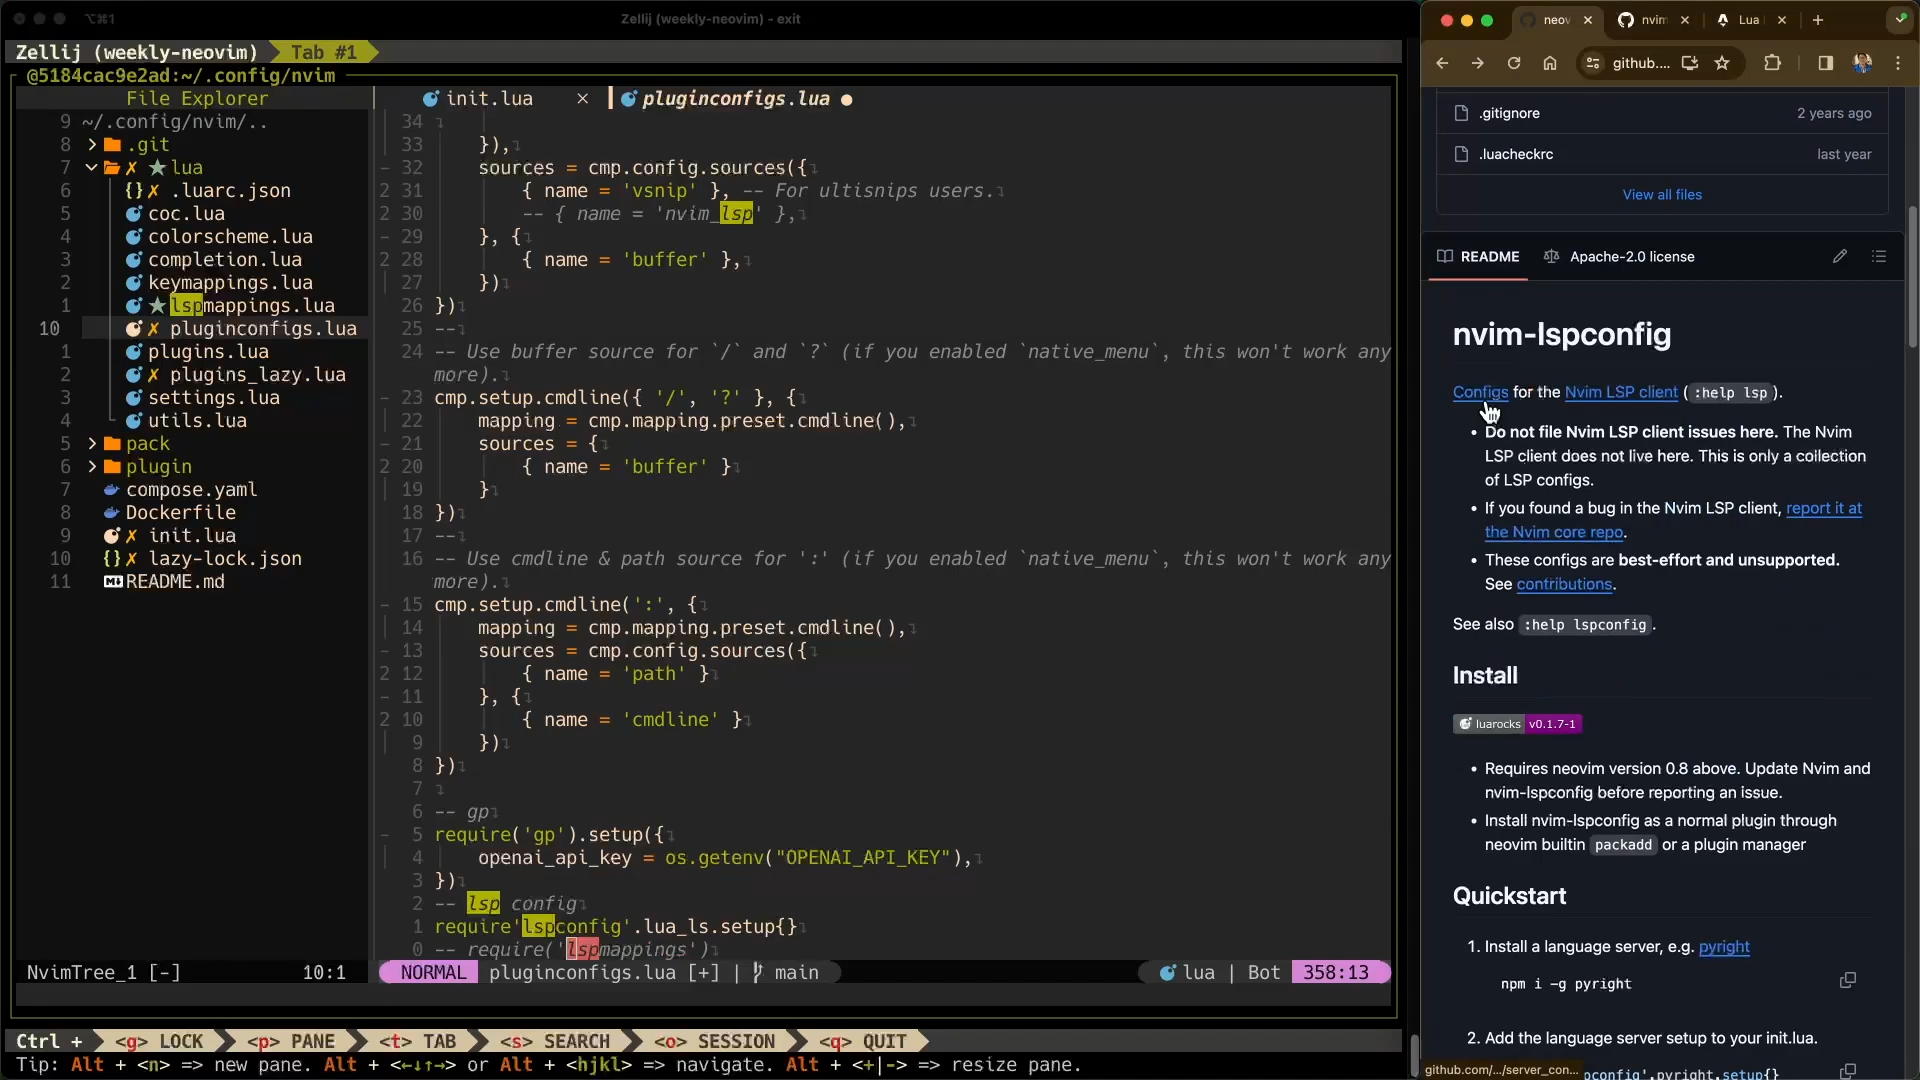 ⌥⌘1
Zellij (weekly-neovim) - exit
Zellij (weekly-neovim) Tab #1
@5184cac9e2ad:~/.config/nvim
File Explorer
9 ~/.config/nvim/..
8 .git
7 ✗ ★ lua
6 {} ✗ .luarc.json
5 coc.lua
4 colorscheme.lua
3 completion.lua
2 keymappings.lua
1 ★ lspmappings.lua
10 ✗ pluginconfigs.lua
1 plugins.lua
2 ✗ plugins_lazy.lua
3 settings.lua
4 utils.lua
5 pack
6 plugin
7 compose.yaml
8 Dockerfile
9 ✗ init.lua
10 {} ✗ lazy-lock.json
11 README.md
NvimTree_1 [-] 10:1
init.lua × pluginconfigs.lua ●
34
33 }),
- 32 sources = cmp.config.sources({
2 31 { name = 'vsnip' }, -- For ultisnips users.
2 30 -- { name = 'nvim_lsp' },
- 29 }, {
2 28 { name = 'buffer' },
27 })
26 })
25 --
24 -- Use buffer source for `/` and `?` (if you enabled `native_menu`, this won't work any
more).
- 23 cmp.setup.cmdline({ '/', '?' }, {
22 mapping = cmp.mapping.preset.cmdline(),
- 21 sources = {
2 20 { name = 'buffer' }
19 }
18 })
17 --
16 -- Use cmdline & path source for ':' (if you enabled `native_menu`, this won't work any
more).
- 15 cmp.setup.cmdline(':', {
14 mapping = cmp.mapping.preset.cmdline(),
- 13 sources = cmp.config.sources({
2 12 { name = 'path' }
- 11 }, {
2 10 { name = 'cmdline' }
9 })
8 })
7
6 -- gp
- 5 require('gp').setup({
4 openai_api_key = os.getenv("OPENAI_API_KEY"),
3 })
2 -- lsp config
1 require'lspconfig'.lua_ls.setup{}
0 -- require('lspmappings')
NORMAL pluginconfigs.lua [+] | main lua | Bot 358:13
Ctrl + <g> LOCK <p> PANE <t> TAB <s> SEARCH <o> SESSION <q> QUIT
Tip: Alt + <n> => new pane. Alt + <←↓↑→> or Alt + <hjkl> => navigate. Alt + <+|-> => resize pane.
neov × nvim × Lua × +
github....
.gitignore 2 years ago
.luacheckrc last year
View all files
README Apache-2.0 license
nvim-lspconfig
Configs for the Nvim LSP client ( :help lsp ).
• Do not file Nvim LSP client issues here. The Nvim
LSP client does not live here. This is only a collection
of LSP configs.
• If you found a bug in the Nvim LSP client, report it at
the Nvim core repo.
• These configs are best-effort and unsupported.
See contributions.
See also :help lspconfig .
Install
luarocks v0.1.7-1
• Requires neovim version 0.8 above. Update Nvim and
nvim-lspconfig before reporting an issue.
• Install nvim-lspconfig as a normal plugin through
neovim builtin packadd or a plugin manager
Quickstart
1. Install a language server, e.g. pyright
npm i -g pyright
2. Add the language server setup to your init.lua.
github.com/.../server_con...
pconfig'.pyright.setup{}